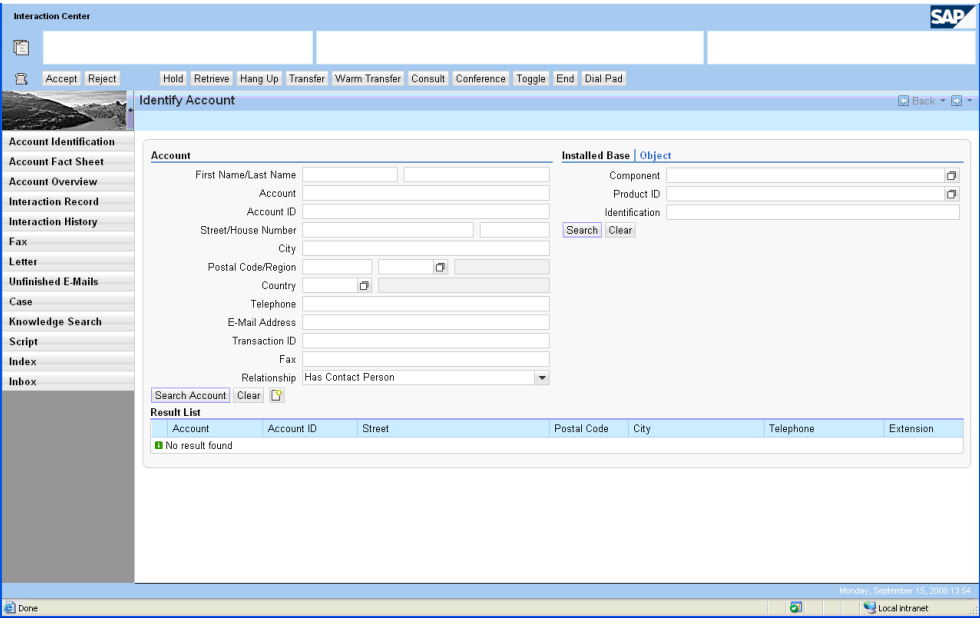 Interaction Center
SAP
Accept Reject Hold Retrieve Hang Up Transfer Warm Transfer Consult Conference Toggle End Dial Pad
Identify Account Back
Account Identification
Account Fact Sheet
Account Overview
Interaction Record
Interaction History
Fax
Letter
Unfinished E-Mails
Case
Knowledge Search
Script
Index
Inbox
Account
First Name/Last Name
Account
Account ID
Street/House Number
City
Postal Code/Region
Country
Telephone
E-Mail Address
Transaction ID
Fax
Relationship Has Contact Person
Search Account Clear
Installed Base | Object
Component
Product ID
Identification
Search Clear
Result List
Account Account ID Street Postal Code City Telephone Extension
No result found
Monday, September 15, 2008 13:54
Done Local intranet